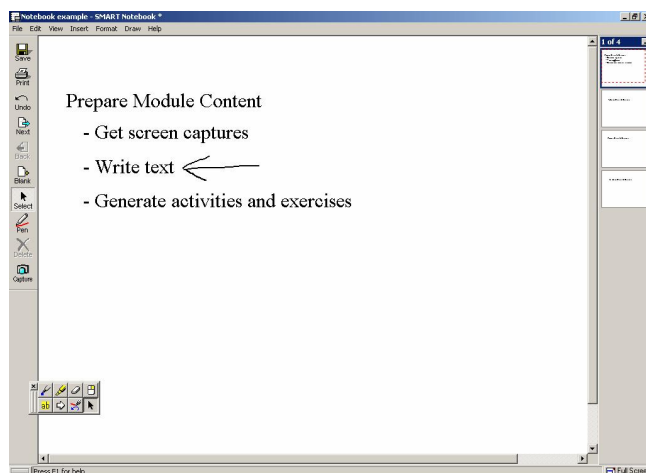 Notebook example - SMART Notebook *
File Edit View Insert Format Draw Help
Save
Print
Undo
Next
Back
Blank
Select
Pen
Delete
Capture
Prepare Module Content
- Get screen captures
- Write text
- Generate activities and exercises
1 of 4
ab
Press F1 for help
Full Scree